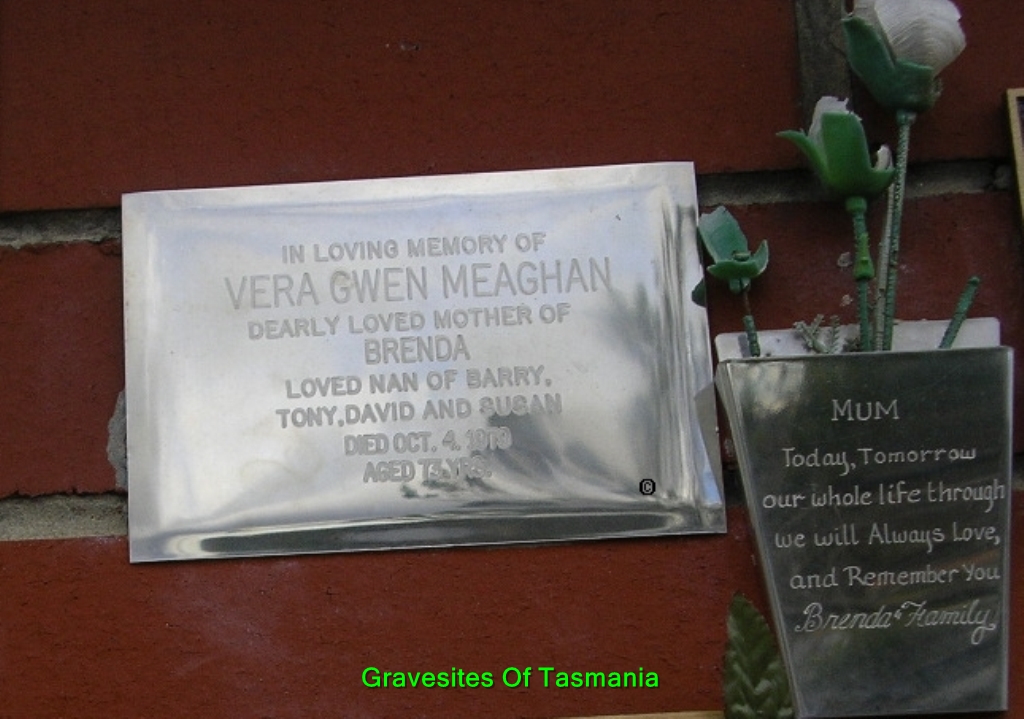 IN LOVING MEMORY OF
VERA GWEN MEAGHAN
DEARLY LOVED MOTHER OF
BRENDA
LOVED NAN OF BARRY,
TONY, DAVID AND SUSAN
DIED OCT. 4,
AGED YRS.
©
MUM
Today, Tomorrow
our whole life through
we will Always Love,
and Remember You
Brenda & Family
Gravesites Of Tasmania